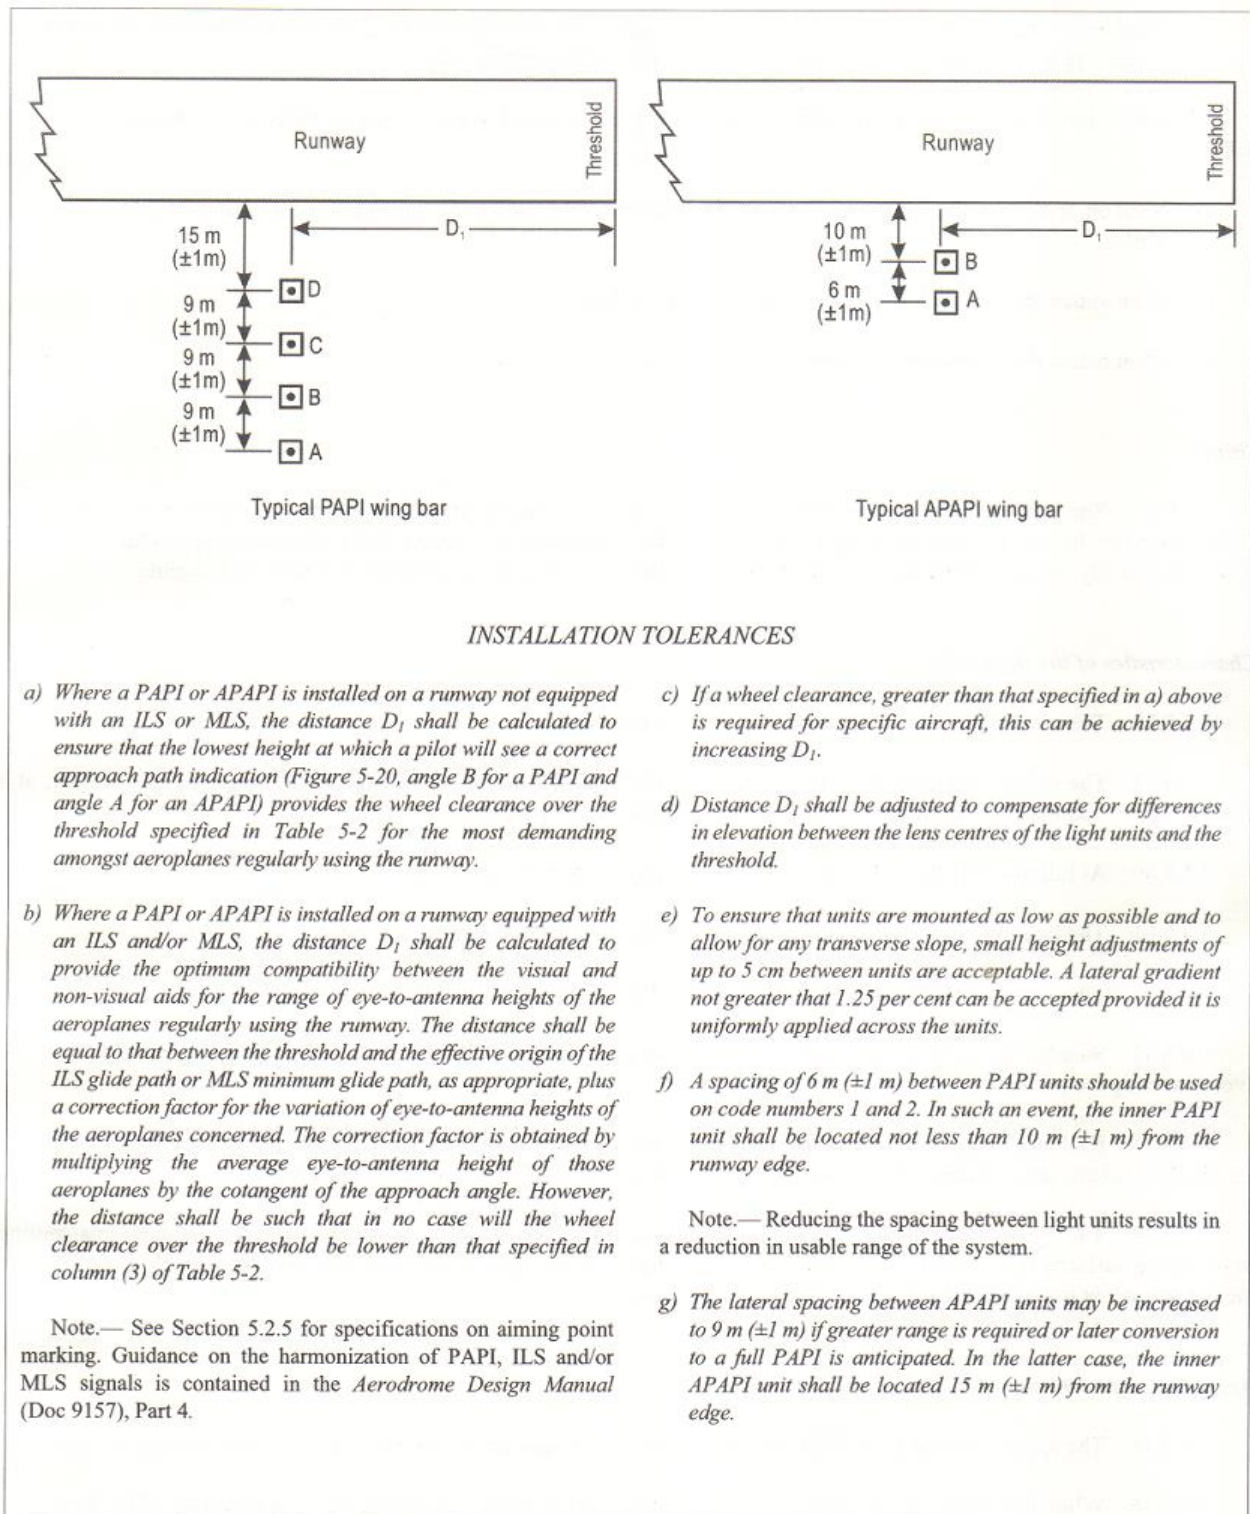 Runway
Threshold
15 m
(±1m)
D₁
D
9 m
(±1m)
C
9 m
(±1m)
B
9 m
(±1m)
A
Typical PAPI wing bar
Runway
Threshold
10 m
(±1m)
D₁
B
6 m
(±1m)
A
Typical APAPI wing bar
INSTALLATION TOLERANCES
a) Where a PAPI or APAPI is installed on a runway not equipped
with an ILS or MLS, the distance D₁ shall be calculated to
ensure that the lowest height at which a pilot will see a correct
approach path indication (Figure 5-20, angle B for a PAPI and
angle A for an APAPI) provides the wheel clearance over the
threshold specified in Table 5-2 for the most demanding
amongst aeroplanes regularly using the runway.
b) Where a PAPI or APAPI is installed on a runway equipped with
an ILS and/or MLS, the distance D₁ shall be calculated to
provide the optimum compatibility between the visual and
non-visual aids for the range of eye-to-antenna heights of the
aeroplanes regularly using the runway. The distance shall be
equal to that between the threshold and the effective origin of the
ILS glide path or MLS minimum glide path, as appropriate, plus
a correction factor for the variation of eye-to-antenna heights of
the aeroplanes concerned. The correction factor is obtained by
multiplying the average eye-to-antenna height of those
aeroplanes by the cotangent of the approach angle. However,
the distance shall be such that in no case will the wheel
clearance over the threshold be lower than that specified in
column (3) of Table 5-2.
Note.— See Section 5.2.5 for specifications on aiming point
marking. Guidance on the harmonization of PAPI, ILS and/or
MLS signals is contained in the Aerodrome Design Manual
(Doc 9157), Part 4.
c) If a wheel clearance, greater than that specified in a) above
is required for specific aircraft, this can be achieved by
increasing D₁.
d) Distance D₁ shall be adjusted to compensate for differences
in elevation between the lens centres of the light units and the
threshold.
e) To ensure that units are mounted as low as possible and to
allow for any transverse slope, small height adjustments of
up to 5 cm between units are acceptable. A lateral gradient
not greater that 1.25 per cent can be accepted provided it is
uniformly applied across the units.
f) A spacing of 6 m (±1 m) between PAPI units should be used
on code numbers 1 and 2. In such an event, the inner PAPI
unit shall be located not less than 10 m (±1 m) from the
runway edge.
Note.— Reducing the spacing between light units results in
a reduction in usable range of the system.
g) The lateral spacing between APAPI units may be increased
to 9 m (±1 m) if greater range is required or later conversion
to a full PAPI is anticipated. In the latter case, the inner
APAPI unit shall be located 15 m (±1 m) from the runway
edge.